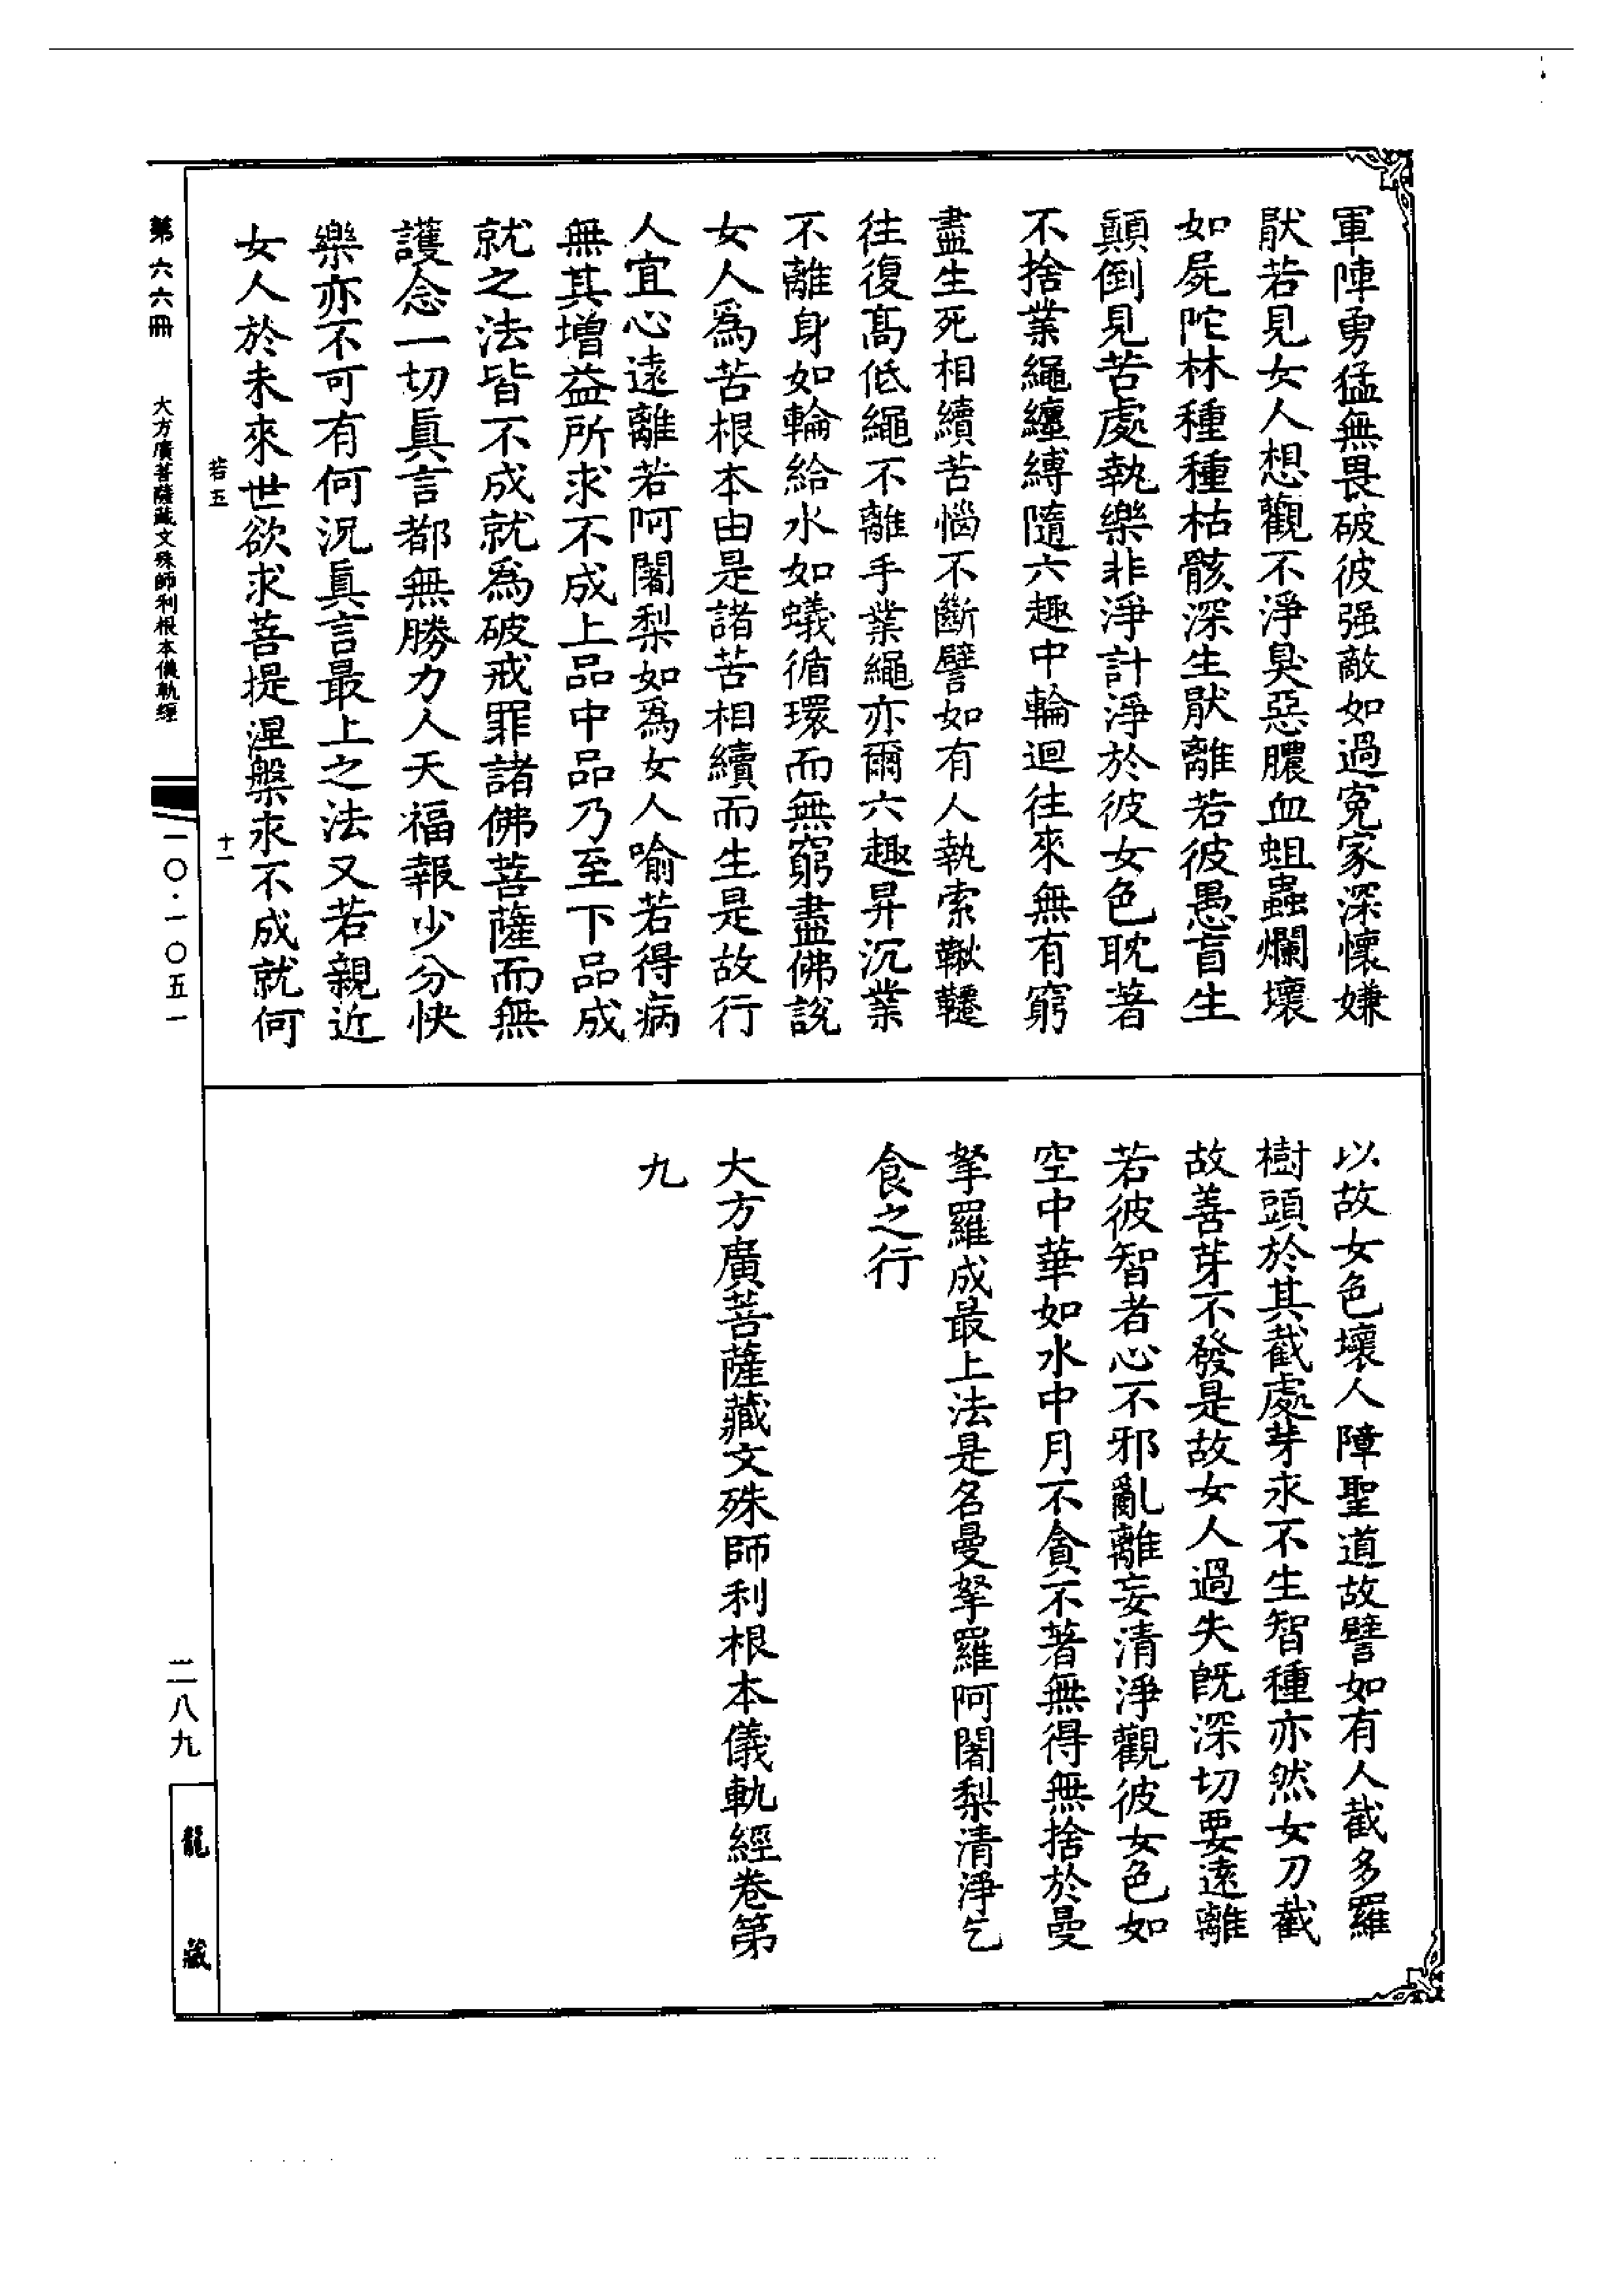 軍陣勇猛無畏破彼强敵如過寃家深懷嫌
猒若見女人想觀不淨臭惡膿血蛆蟲爛壞
如屍陀林種種枯骸深生猒離若彼愚盲生
顛倒見苦處執樂非淨計淨於彼女色耽著
不捨業繩纏縛隨六趣中輪迴往來無有窮
盡生死相續苦惱不斷譬如有人執索鞦韆
往復髙低繩不離手業繩亦爾六趣昇沉業
不離身如輪給水如蟻循環而無窮盡佛說
女人爲苦根本由是諸苦相續而生是故行
人宜心遠離若阿闍梨如爲女人喻若得病
無其增益所求不成上品中品乃至下品成
就之法皆不成就爲破戒罪諸佛菩薩而無
護念一切眞言都無勝力人天福報少分快
樂亦不可有何況眞言最上之法又若親近
女人於未來世欲求菩提涅槃永不成就何
若五
十一
以故女色壞人障聖道故譬如有人截多羅
樹頭於其截處芽永不生智種亦然女刀截
故善芽不發是故女人過失旣深切要遠離
若彼智者心不邪亂離妄清淨觀彼女色如
空中華如水中月不貪不著無得無捨於曼
拏羅成最上法是名曼拏羅阿闍梨清淨乞
食之行
大方廣菩薩藏文殊師利根本儀軌經卷第
九
第六六冊
大方廣菩薩藏文殊師利根本儀軌經
一〇·一〇五一
二八九
龍藏